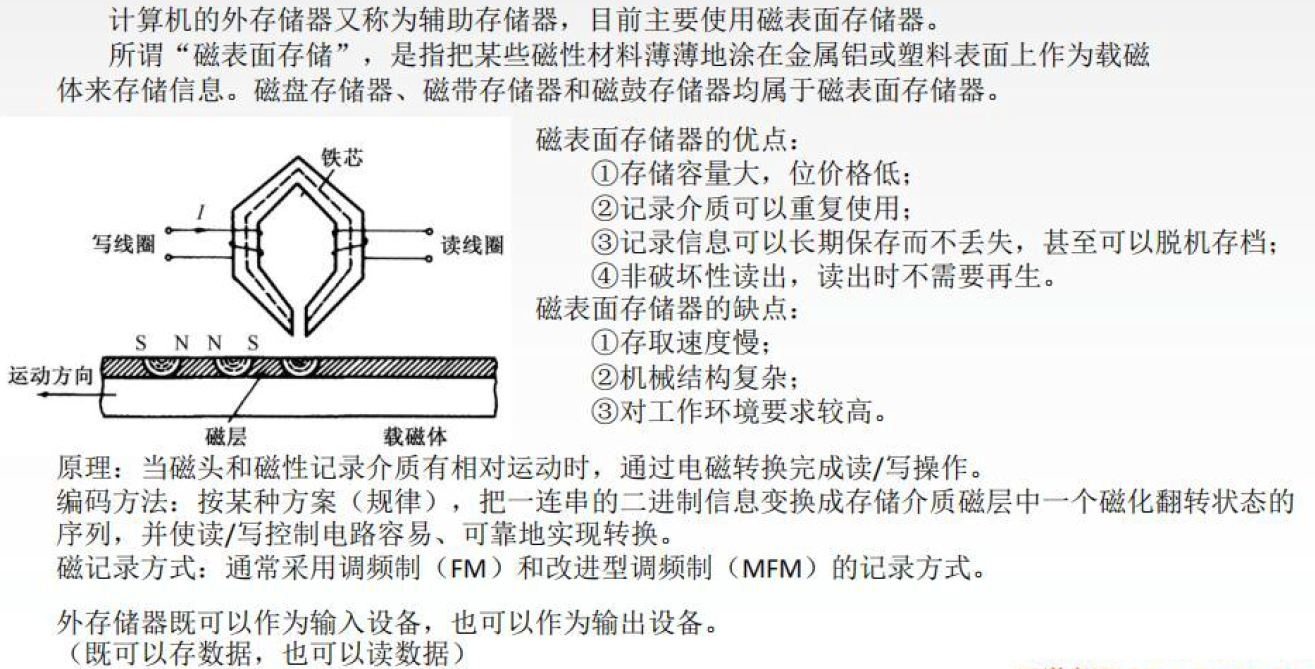 计算机的外存储器又称为辅助存储器，目前主要使用磁表面存储器。
所谓“磁表面存储”，是指把某些磁性材料薄薄地涂在金属铝或塑料表面上作为载磁
体来存储信息。磁盘存储器、磁带存储器和磁鼓存储器均属于磁表面存储器。
铁芯
I
写线圈
读线圈
S N N S
运动方向
磁层
载磁体
磁表面存储器的优点：
①存储容量大，位价格低；
②记录介质可以重复使用；
③记录信息可以长期保存而不丢失，甚至可以脱机存档；
④非破坏性读出，读出时不需要再生。
磁表面存储器的缺点：
①存取速度慢；
②机械结构复杂；
③对工作环境要求较高。
原理：当磁头和磁性记录介质有相对运动时，通过电磁转换完成读/写操作。
编码方法：按某种方案（规律），把一连串的二进制信息变换成存储介质磁层中一个磁化翻转状态的
序列，并使读/写控制电路容易、可靠地实现转换。
磁记录方式：通常采用调频制（FM）和改进型调频制（MFM）的记录方式。
外存储器既可以作为输入设备，也可以作为输出设备。
（既可以存数据，也可以读数据）